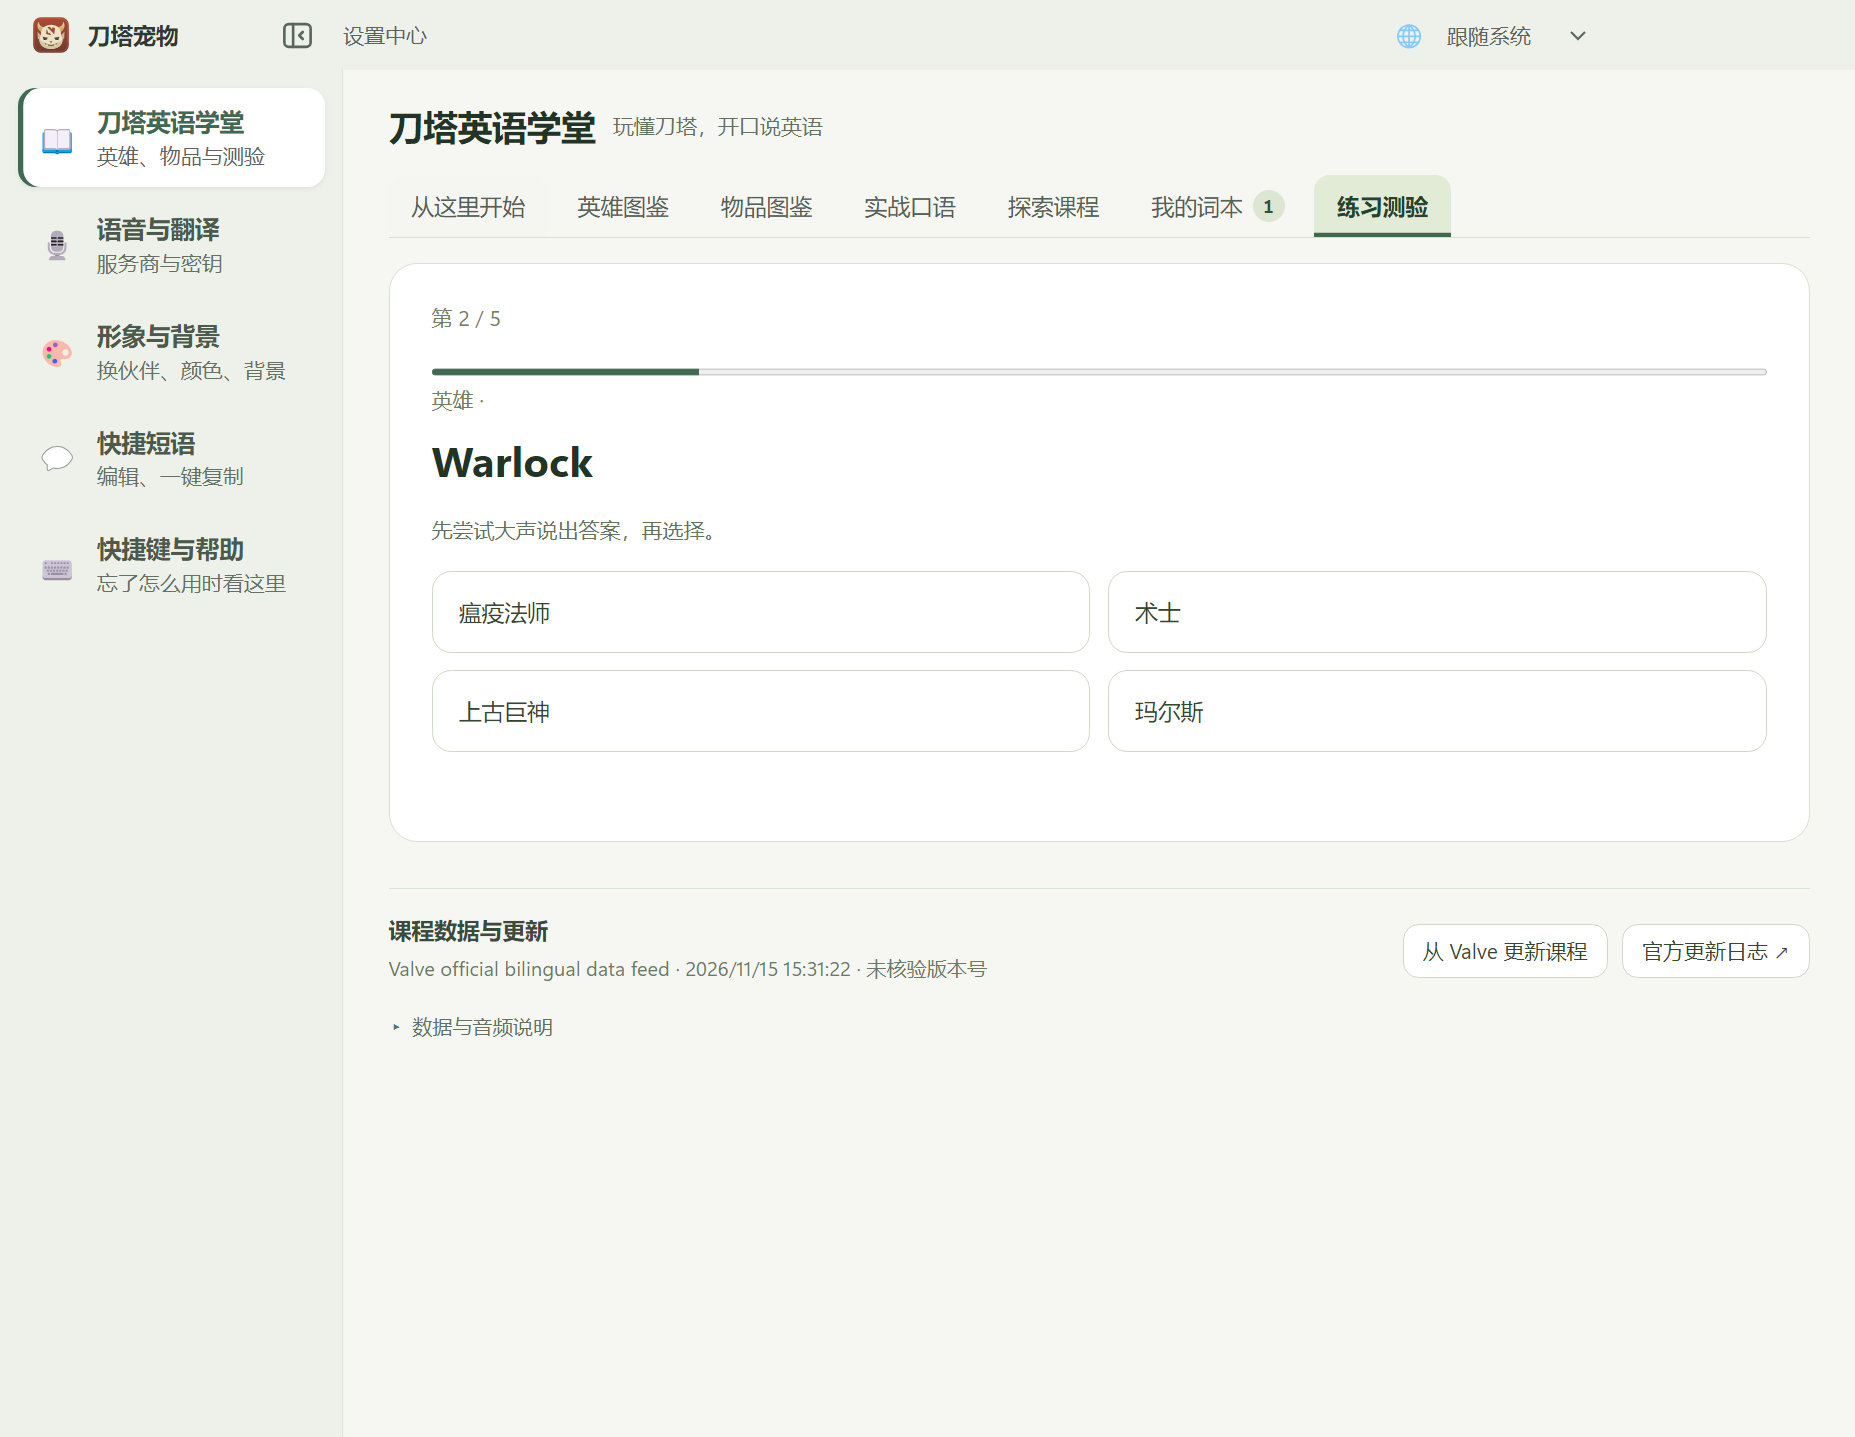 刀塔宠物
设置中心
跟随系统
刀塔英语学堂
英雄、物品与测验
语音与翻译
服务商与密钥
形象与背景
换伙伴、颜色、背景
快捷短语
编辑、一键复制
快捷键与帮助
忘了怎么用时看这里
刀塔英语学堂 玩懂刀塔，开口说英语
从这里开始 英雄图鉴 物品图鉴 实战口语 探索课程 我的词本 1 练习测验
第 2 / 5
英雄 ·
Warlock
先尝试大声说出答案，再选择。
瘟疫法师
术士
上古巨神
玛尔斯
课程数据与更新
Valve official bilingual data feed · 2026/11/15 15:31:22 · 未核验版本号
从 Valve 更新课程
官方更新日志 ↗
▸ 数据与音频说明